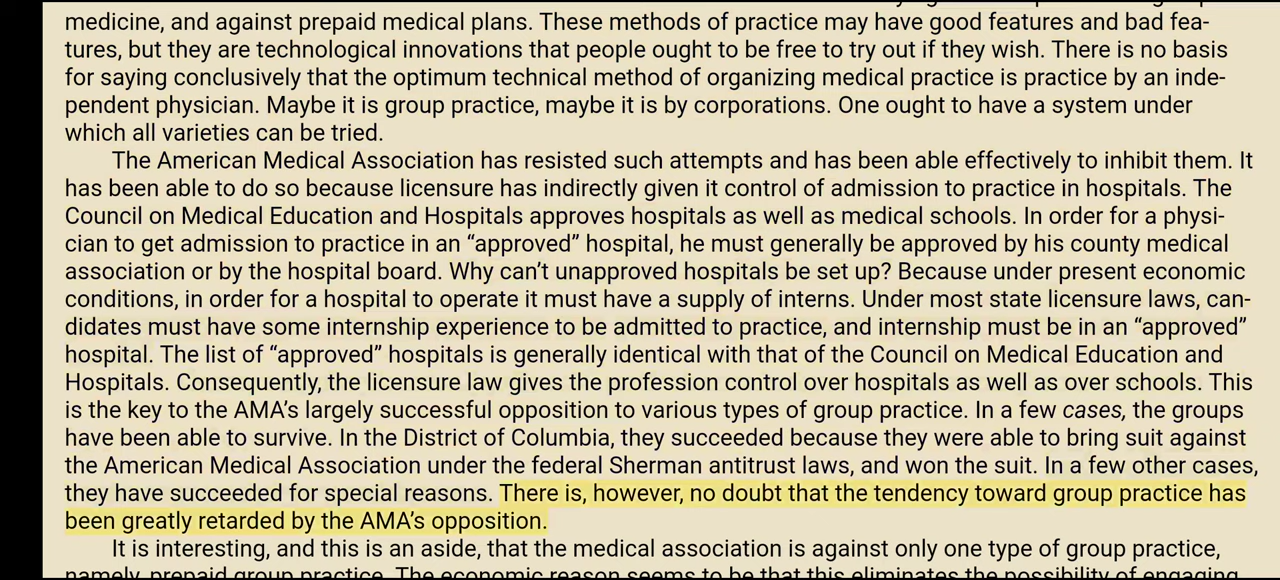 medicine, and against prepaid medical plans. These methods of practice may have good features and bad fea-
tures, but they are technological innovations that people ought to be free to try out if they wish. There is no basis
for saying conclusively that the optimum technical method of organizing medical practice is practice by an inde-
pendent physician. Maybe it is group practice, maybe it is by corporations. One ought to have a system under
which all varieties can be tried.
The American Medical Association has resisted such attempts and has been able effectively to inhibit them. It
has been able to do so because licensure has indirectly given it control of admission to practice in hospitals. The
Council on Medical Education and Hospitals approves hospitals as well as medical schools. In order for a physi-
cian to get admission to practice in an “approved” hospital, he must generally be approved by his county medical
association or by the hospital board. Why can’t unapproved hospitals be set up? Because under present economic
conditions, in order for a hospital to operate it must have a supply of interns. Under most state licensure laws, can-
didates must have some internship experience to be admitted to practice, and internship must be in an “approved”
hospital. The list of “approved” hospitals is generally identical with that of the Council on Medical Education and
Hospitals. Consequently, the licensure law gives the profession control over hospitals as well as over schools. This
is the key to the AMA’s largely successful opposition to various types of group practice. In a few cases, the groups
have been able to survive. In the District of Columbia, they succeeded because they were able to bring suit against
the American Medical Association under the federal Sherman antitrust laws, and won the suit. In a few other cases,
they have succeeded for special reasons. There is, however, no doubt that the tendency toward group practice has
been greatly retarded by the AMA’s opposition.
It is interesting, and this is an aside, that the medical association is against only one type of group practice,
namely, prepaid group practice. The economic reason seems to be that this eliminates the possibility of engaging